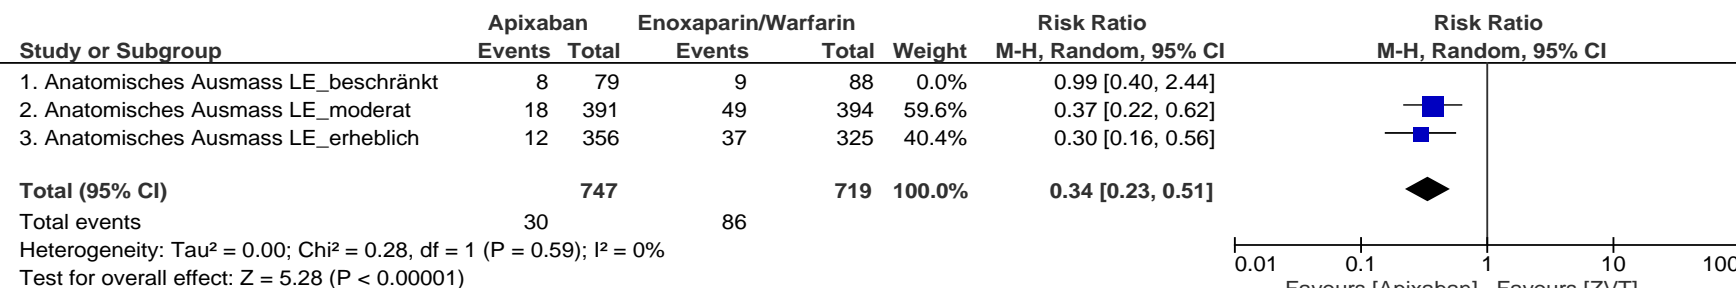 Apixaban Enoxaparin/Warfarin Risk Ratio Risk Ratio
Study or Subgroup Events Total Events Total Weight M-H, Random, 95% CI M-H, Random, 95% CI
1. Anatomisches Ausmass LE_beschränkt 8 79 9 88 0.0% 0.99 [0.40, 2.44]
2. Anatomisches Ausmass LE_moderat 18 391 49 394 59.6% 0.37 [0.22, 0.62]
3. Anatomisches Ausmass LE_erheblich 12 356 37 325 40.4% 0.30 [0.16, 0.56]
Total (95% CI) 747 719 100.0% 0.34 [0.23, 0.51]
Total events 30 86
Heterogeneity: Tau² = 0.00; Chi² = 0.28, df = 1 (P = 0.59); I² = 0%
Test for overall effect: Z = 5.28 (P < 0.00001)
0.01 0.1 1 10 100
Favours [Apixaban] Favours [ZVT]